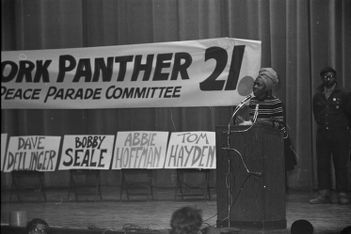 ORK PANTHER 21
PEACE PARADE COMMITTEE
DAVE DELLINGER
BOBBY SEALE
ABBIE HOFFMAN
TOM HAYDEN